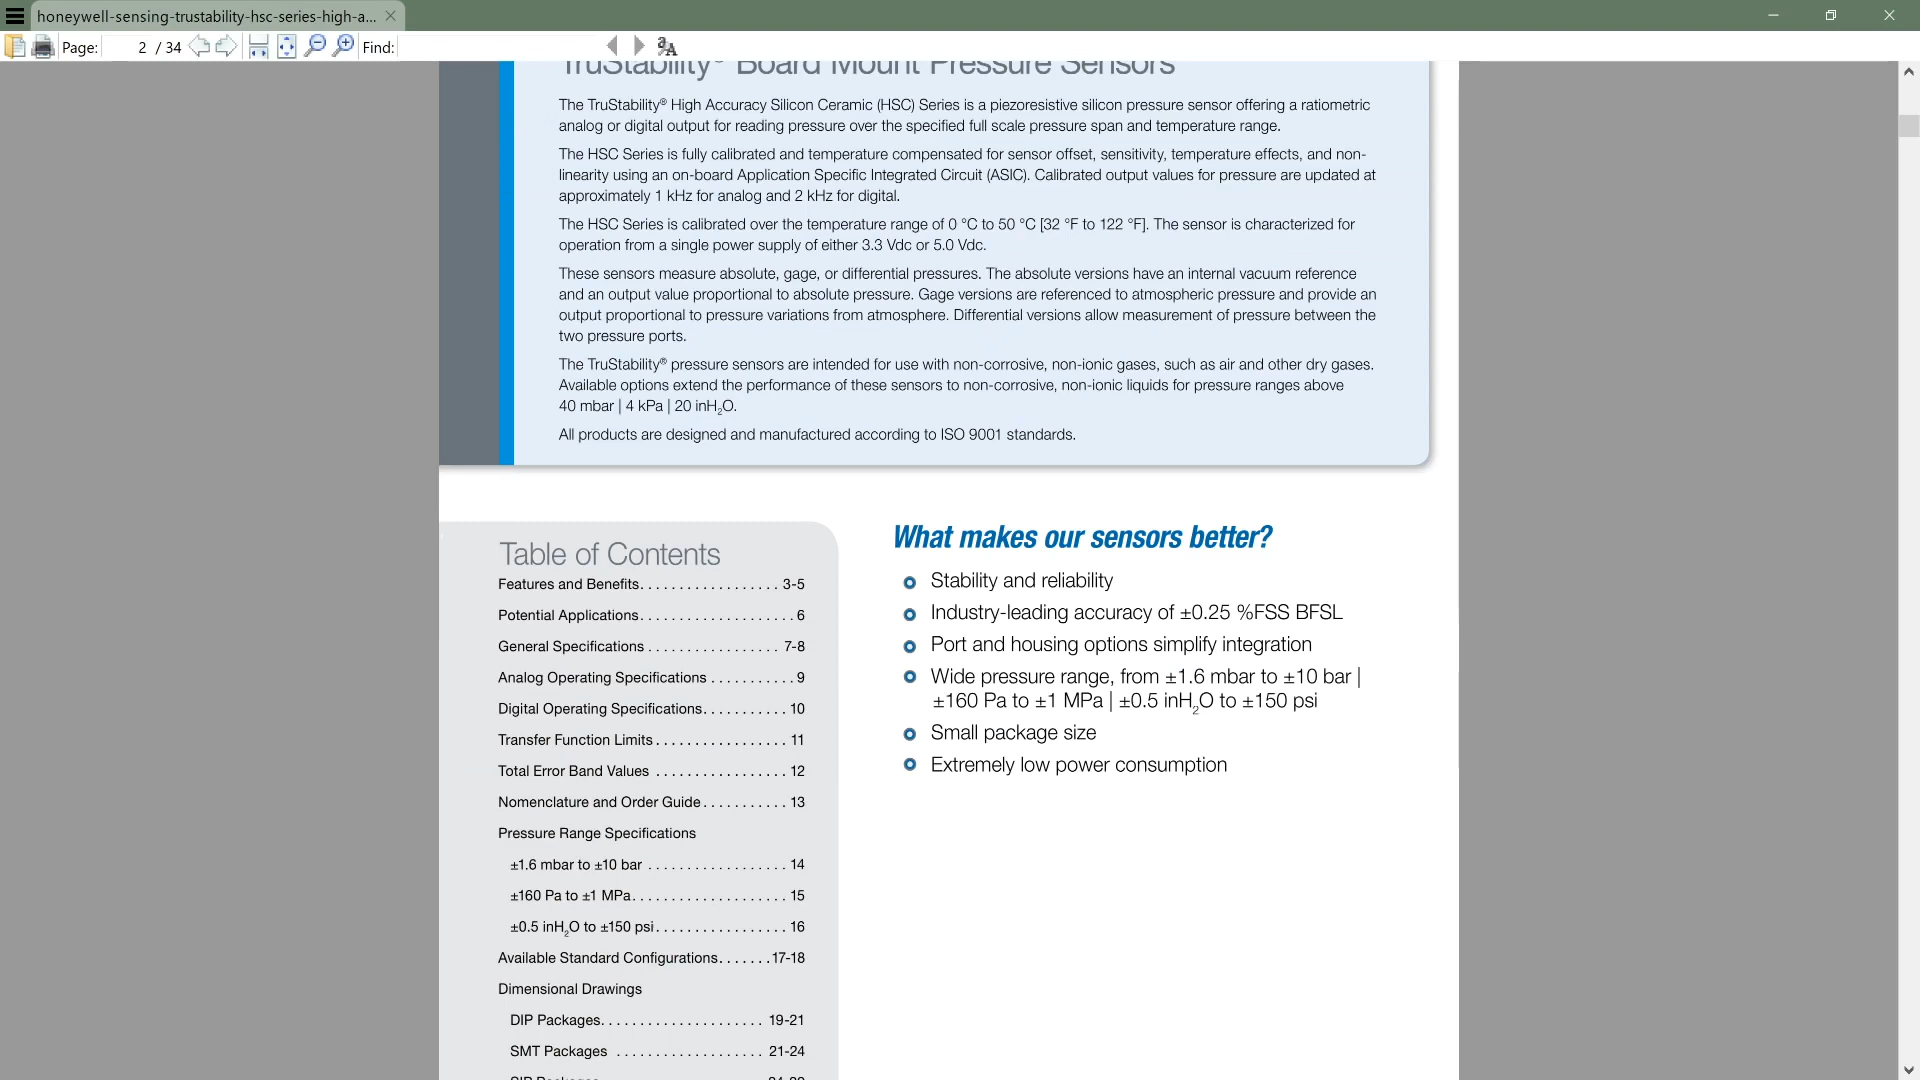 honeywell-sensing-trustability-hsc-series-high-a...
Page: 2 / 34 Find:
TruStability® Board Mount Pressure Sensors
The TruStability® High Accuracy Silicon Ceramic (HSC) Series is a piezoresistive silicon pressure sensor offering a ratiometric
analog or digital output for reading pressure over the specified full scale pressure span and temperature range.
The HSC Series is fully calibrated and temperature compensated for sensor offset, sensitivity, temperature effects, and non-
linearity using an on-board Application Specific Integrated Circuit (ASIC). Calibrated output values for pressure are updated at
approximately 1 kHz for analog and 2 kHz for digital.
The HSC Series is calibrated over the temperature range of 0 °C to 50 °C [32 °F to 122 °F]. The sensor is characterized for
operation from a single power supply of either 3.3 Vdc or 5.0 Vdc.
These sensors measure absolute, gage, or differential pressures. The absolute versions have an internal vacuum reference
and an output value proportional to absolute pressure. Gage versions are referenced to atmospheric pressure and provide an
output proportional to pressure variations from atmosphere. Differential versions allow measurement of pressure between the
two pressure ports.
The TruStability® pressure sensors are intended for use with non-corrosive, non-ionic gases, such as air and other dry gases.
Available options extend the performance of these sensors to non-corrosive, non-ionic liquids for pressure ranges above
40 mbar | 4 kPa | 20 inH2O.
All products are designed and manufactured according to ISO 9001 standards.
Table of Contents
Features and Benefits. . . . . . . . . . . . . . . . . . 3-5
Potential Applications. . . . . . . . . . . . . . . . . . . . 6
General Specifications . . . . . . . . . . . . . . . . . 7-8
Analog Operating Specifications . . . . . . . . . . . 9
Digital Operating Specifications. . . . . . . . . . . 10
Transfer Function Limits . . . . . . . . . . . . . . . . . 11
Total Error Band Values . . . . . . . . . . . . . . . . . 12
Nomenclature and Order Guide . . . . . . . . . . . 13
Pressure Range Specifications
±1.6 mbar to ±10 bar . . . . . . . . . . . . . . . . . . 14
±160 Pa to ±1 MPa. . . . . . . . . . . . . . . . . . . . 15
±0.5 inH2O to ±150 psi. . . . . . . . . . . . . . . . . 16
Available Standard Configurations. . . . . . . 17-18
Dimensional Drawings
DIP Packages. . . . . . . . . . . . . . . . . . . . . 19-21
SMT Packages . . . . . . . . . . . . . . . . . . . 21-24
What makes our sensors better?
Stability and reliability
Industry-leading accuracy of ±0.25 %FSS BFSL
Port and housing options simplify integration
Wide pressure range, from ±1.6 mbar to ±10 bar |
±160 Pa to ±1 MPa | ±0.5 inH2O to ±150 psi
Small package size
Extremely low power consumption